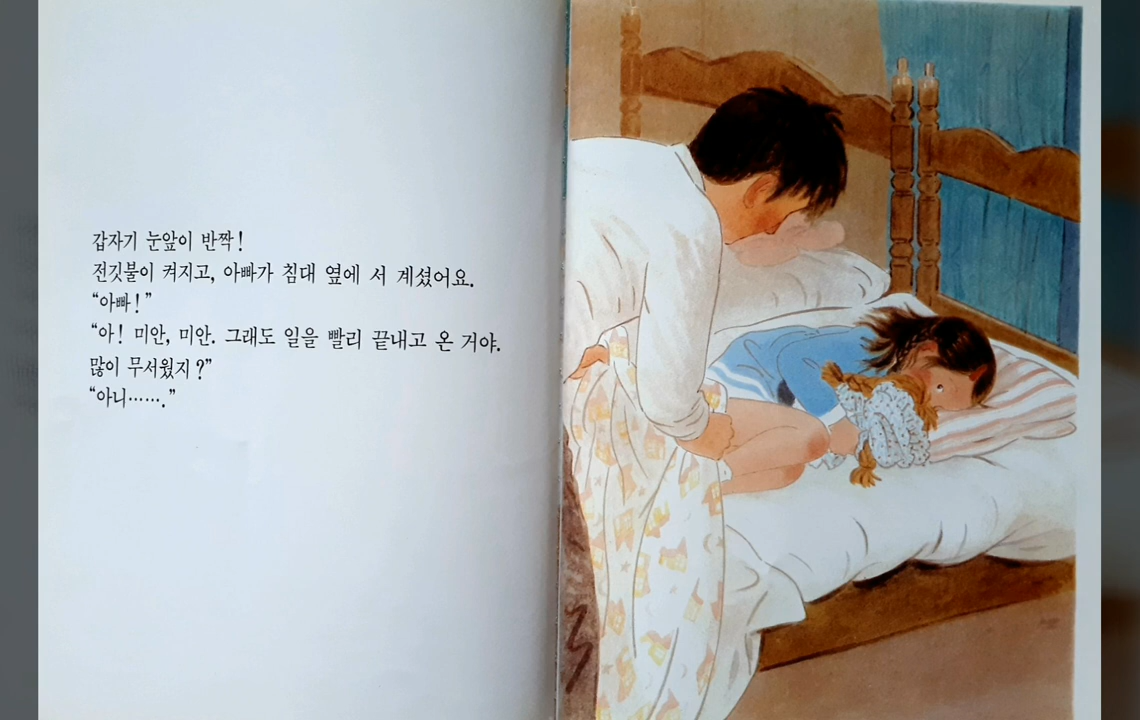 갑자기 눈앞이 반짝!
전깃불이 켜지고, 아빠가 침대 옆에 서 계셨어요.
“아빠!”
“아! 미안, 미안. 그래도 일을 빨리 끝내고 온 거야.
많이 무서웠지?”
“아니…….”